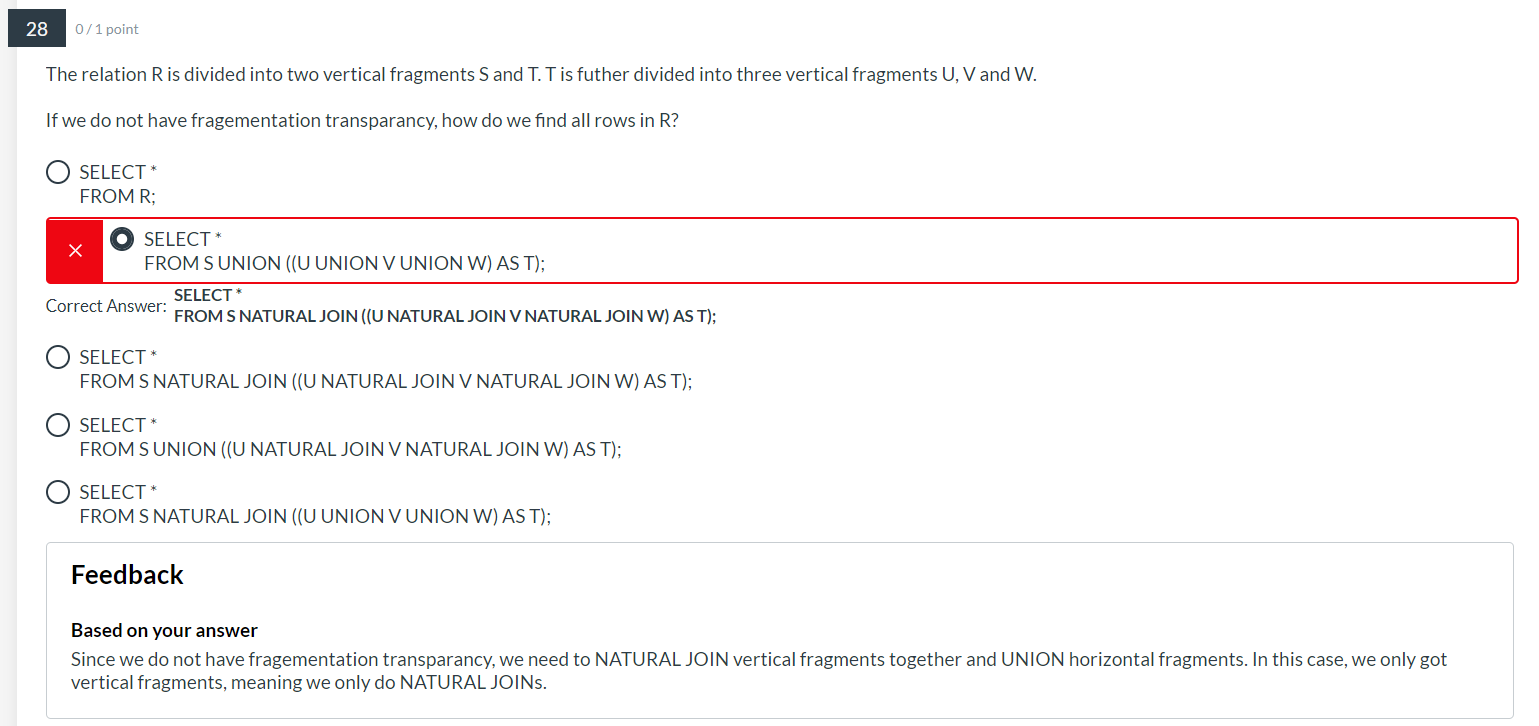 28
0 / 1 point
The relation R is divided into two vertical fragments S and T. T is futher divided into three vertical fragments U, V and W.
If we do not have fragementation transparancy, how do we find all rows in R?
SELECT *
FROM R;
SELECT *
FROM S UNION ((U UNION V UNION W) AS T);
Correct Answer: SELECT *
FROM S NATURAL JOIN ((U NATURAL JOIN V NATURAL JOIN W) AS T);
SELECT *
FROM S NATURAL JOIN ((U NATURAL JOIN V NATURAL JOIN W) AS T);
SELECT *
FROM S UNION ((U NATURAL JOIN V NATURAL JOIN W) AS T);
SELECT *
FROM S NATURAL JOIN ((U UNION V UNION W) AS T);
Feedback
Based on your answer
Since we do not have fragementation transparancy, we need to NATURAL JOIN vertical fragments together and UNION horizontal fragments. In this case, we only got
vertical fragments, meaning we only do NATURAL JOINs.